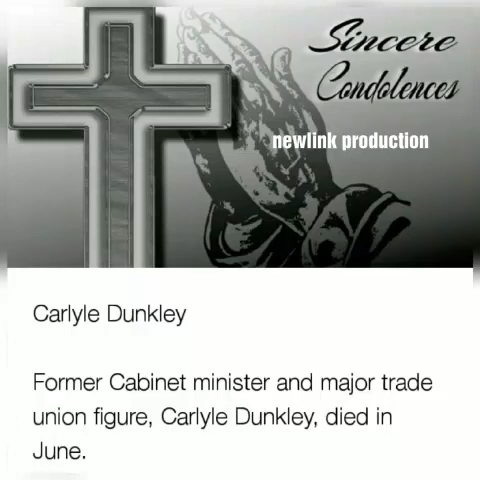 Sincere
Condolences
newlink production
Carlyle Dunkley
Former Cabinet minister and major trade
union figure, Carlyle Dunkley, died in
June.